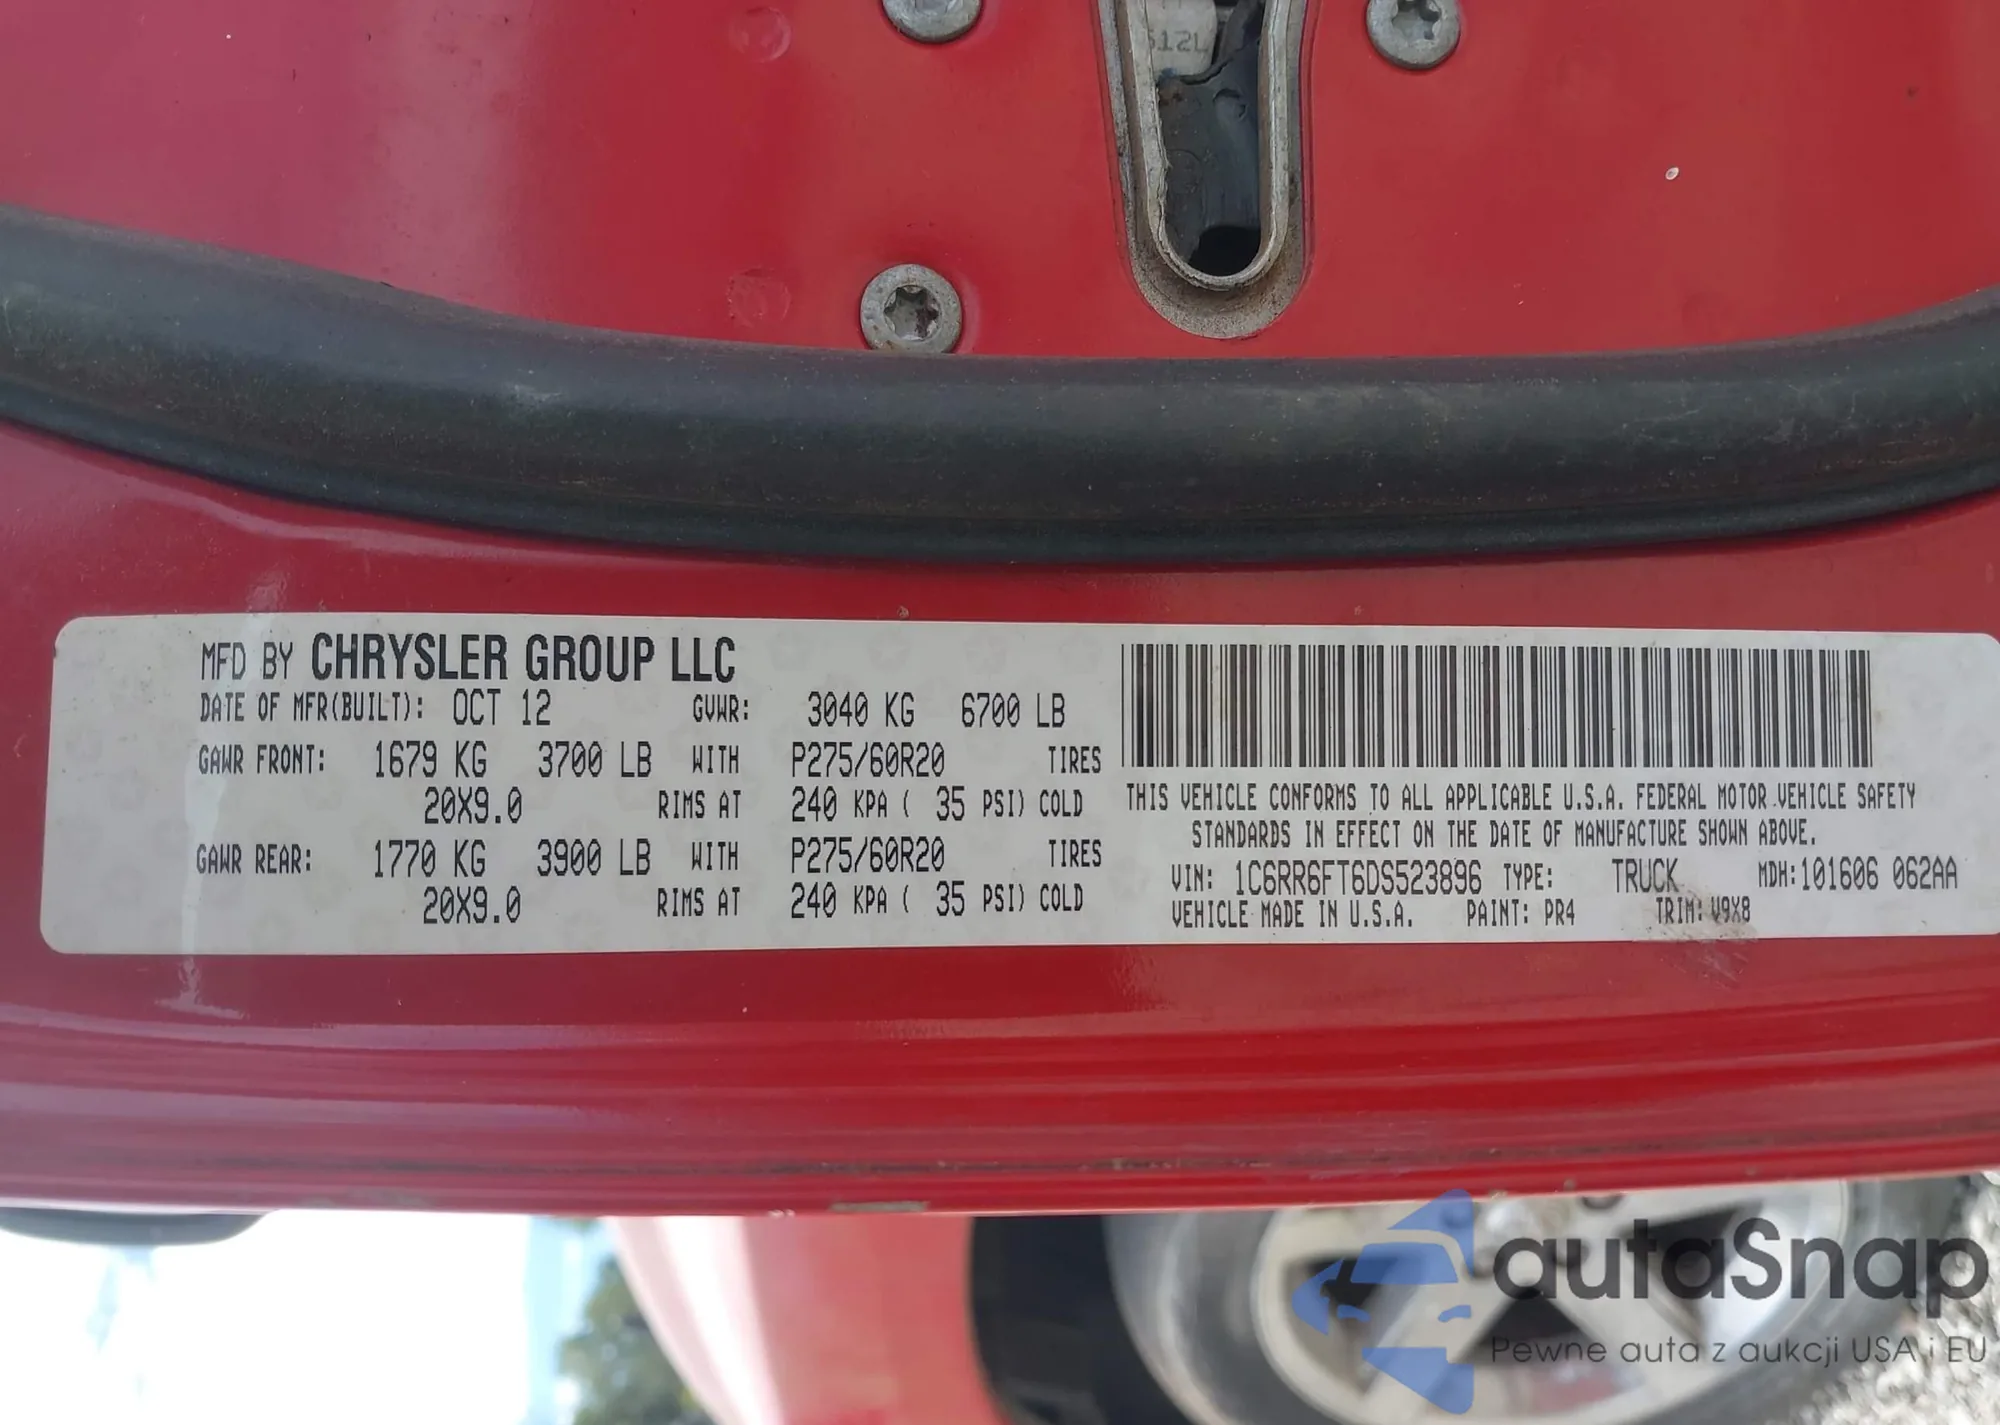 612L
MFD BY CHRYSLER GROUP LLC
DATE OF MFR(BUILT): OCT 12 GVWR: 3040 KG 6700 LB
GAWR FRONT: 1679 KG 3700 LB WITH P275/60R20 TIRES
20X9.0 RIMS AT 240 KPA ( 35 PSI) COLD
GAWR REAR: 1770 KG 3900 LB WITH P275/60R20 TIRES
20X9.0 RIMS AT 240 KPA ( 35 PSI) COLD
THIS VEHICLE CONFORMS TO ALL APPLICABLE U.S.A. FEDERAL MOTOR VEHICLE SAFETY
STANDARDS IN EFFECT ON THE DATE OF MANUFACTURE SHOWN ABOVE.
VIN: 1C6RR6FT6DS523896 TYPE: TRUCK MDH:101606 062AA
VEHICLE MADE IN U.S.A. PAINT: PR4 TRIM: V9X8
autaSnap
Pewne auta z aukcji USA i EU